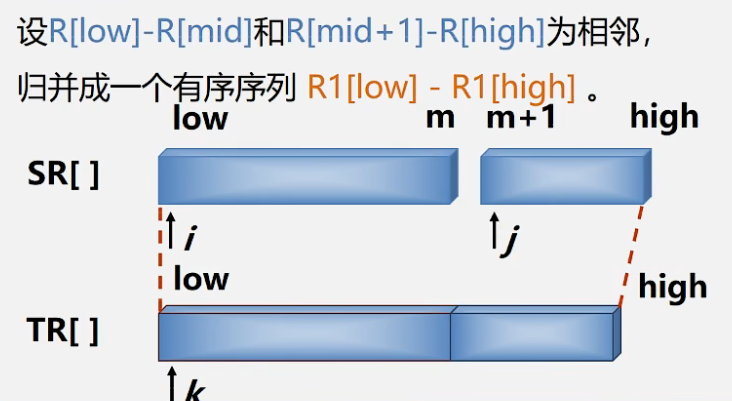 设R[low]-R[mid]和R[mid+1]-R[high]为相邻，
归并成一个有序序列 R1[low] - R1[high] 。
low m m+1 high
SR[ ]
i j
low high
TR[ ]
k